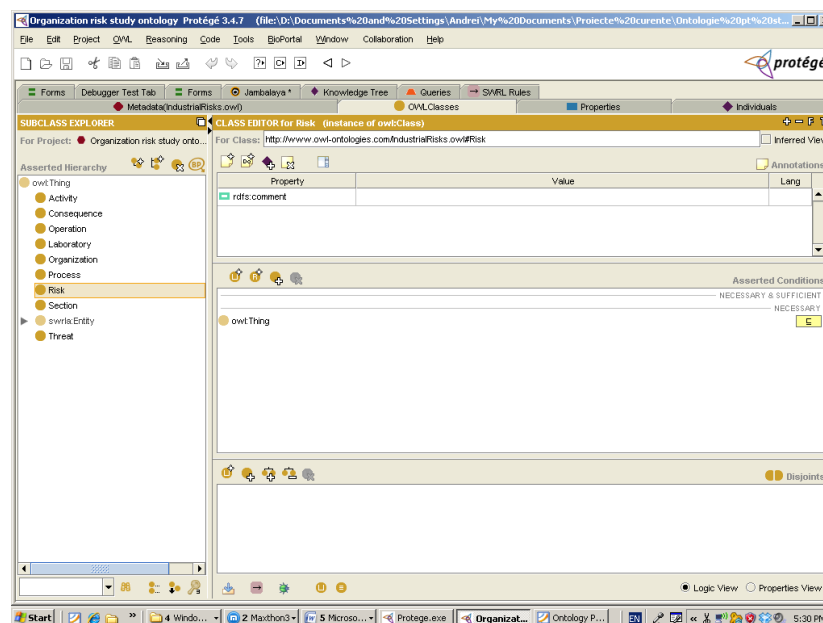 Organization risk study ontology Protégé 3.4.7 (file:\D:\Documents%20and%20Settings\Andrei\My%20Documents\Proiecte%20curente\Ontologie%20pt%20st...
File Edit Project OWL Reasoning Code Tools BioPortal Window Collaboration Help
protégé
Forms Debugger Test Tab Forms Jambalaya * Knowledge Tree Queries SWRL Rules
Metadata(IndustrialRisks.owl) OWLClasses Properties Individuals
SUBCLASS EXPLORER
For Project: Organization risk study onto...
Asserted Hierarchy
owl:Thing
Activity
Consequence
Operation
Laboratory
Organization
Process
Risk
Section
swrla:Entity
Threat
CLASS EDITOR for Risk (instance of owl:Class)
For Class: http://www.owl-ontologies.com/IndustrialRisks.owl#Risk Inferred View
Annotations
Property Value Lang
rdfs:comment
Asserted Conditions
NECESSARY & SUFFICIENT
NECESSARY
owl:Thing
Disjoints
Logic View Properties View
Start 4 Windo... 2 Maxthon3 5 Microso... Protege.exe Organizat... Ontology P... EN 5:30 PM